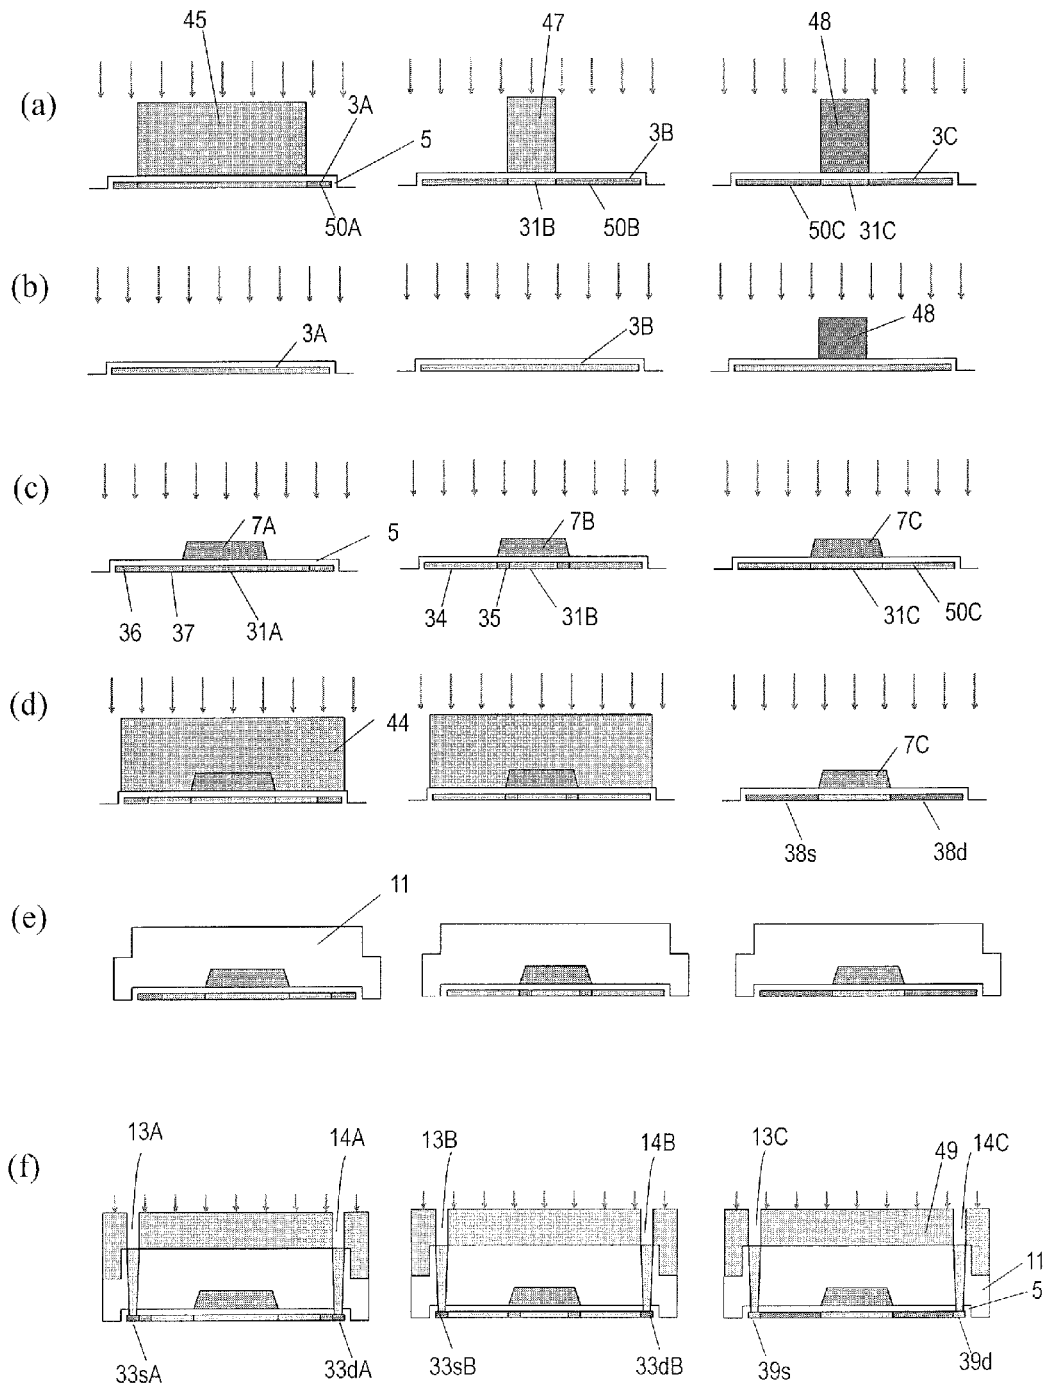 45 47 48
(a) 3A 5 3B 3C
50A 31B 50B 50C 31C
(b) 3A 3B 48
(c) 7A 5 7B 7C
36 37 31A 34 35 31B 31C 50C
(d) 44 7C
38s 38d
(e) 11
13A 14A 13B 14B 13C 49 14C
(f) 11
5
33sA 33dA 33sB 33dB 39s 39d